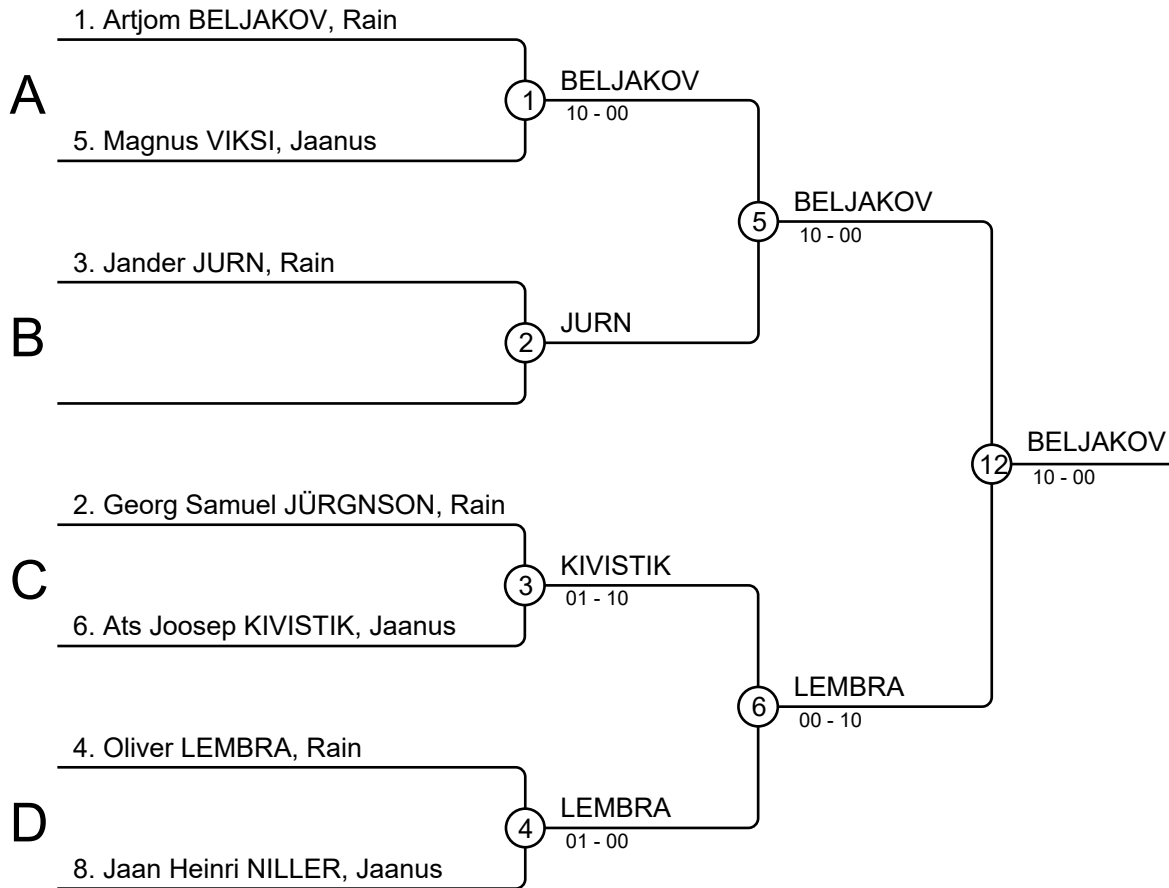 1. Artjom BELJAKOV, Rain
A
1
BELJAKOV
10 - 00
5. Magnus VIKSI, Jaanus
5
BELJAKOV
10 - 00
3. Jander JURN, Rain
B
2
JURN
12
BELJAKOV
10 - 00
2. Georg Samuel JÜRGNSON, Rain
C
3
KIVISTIK
01 - 10
6. Ats Joosep KIVISTIK, Jaanus
6
LEMBRA
00 - 10
4. Oliver LEMBRA, Rain
D
4
LEMBRA
01 - 00
8. Jaan Heinri NILLER, Jaanus